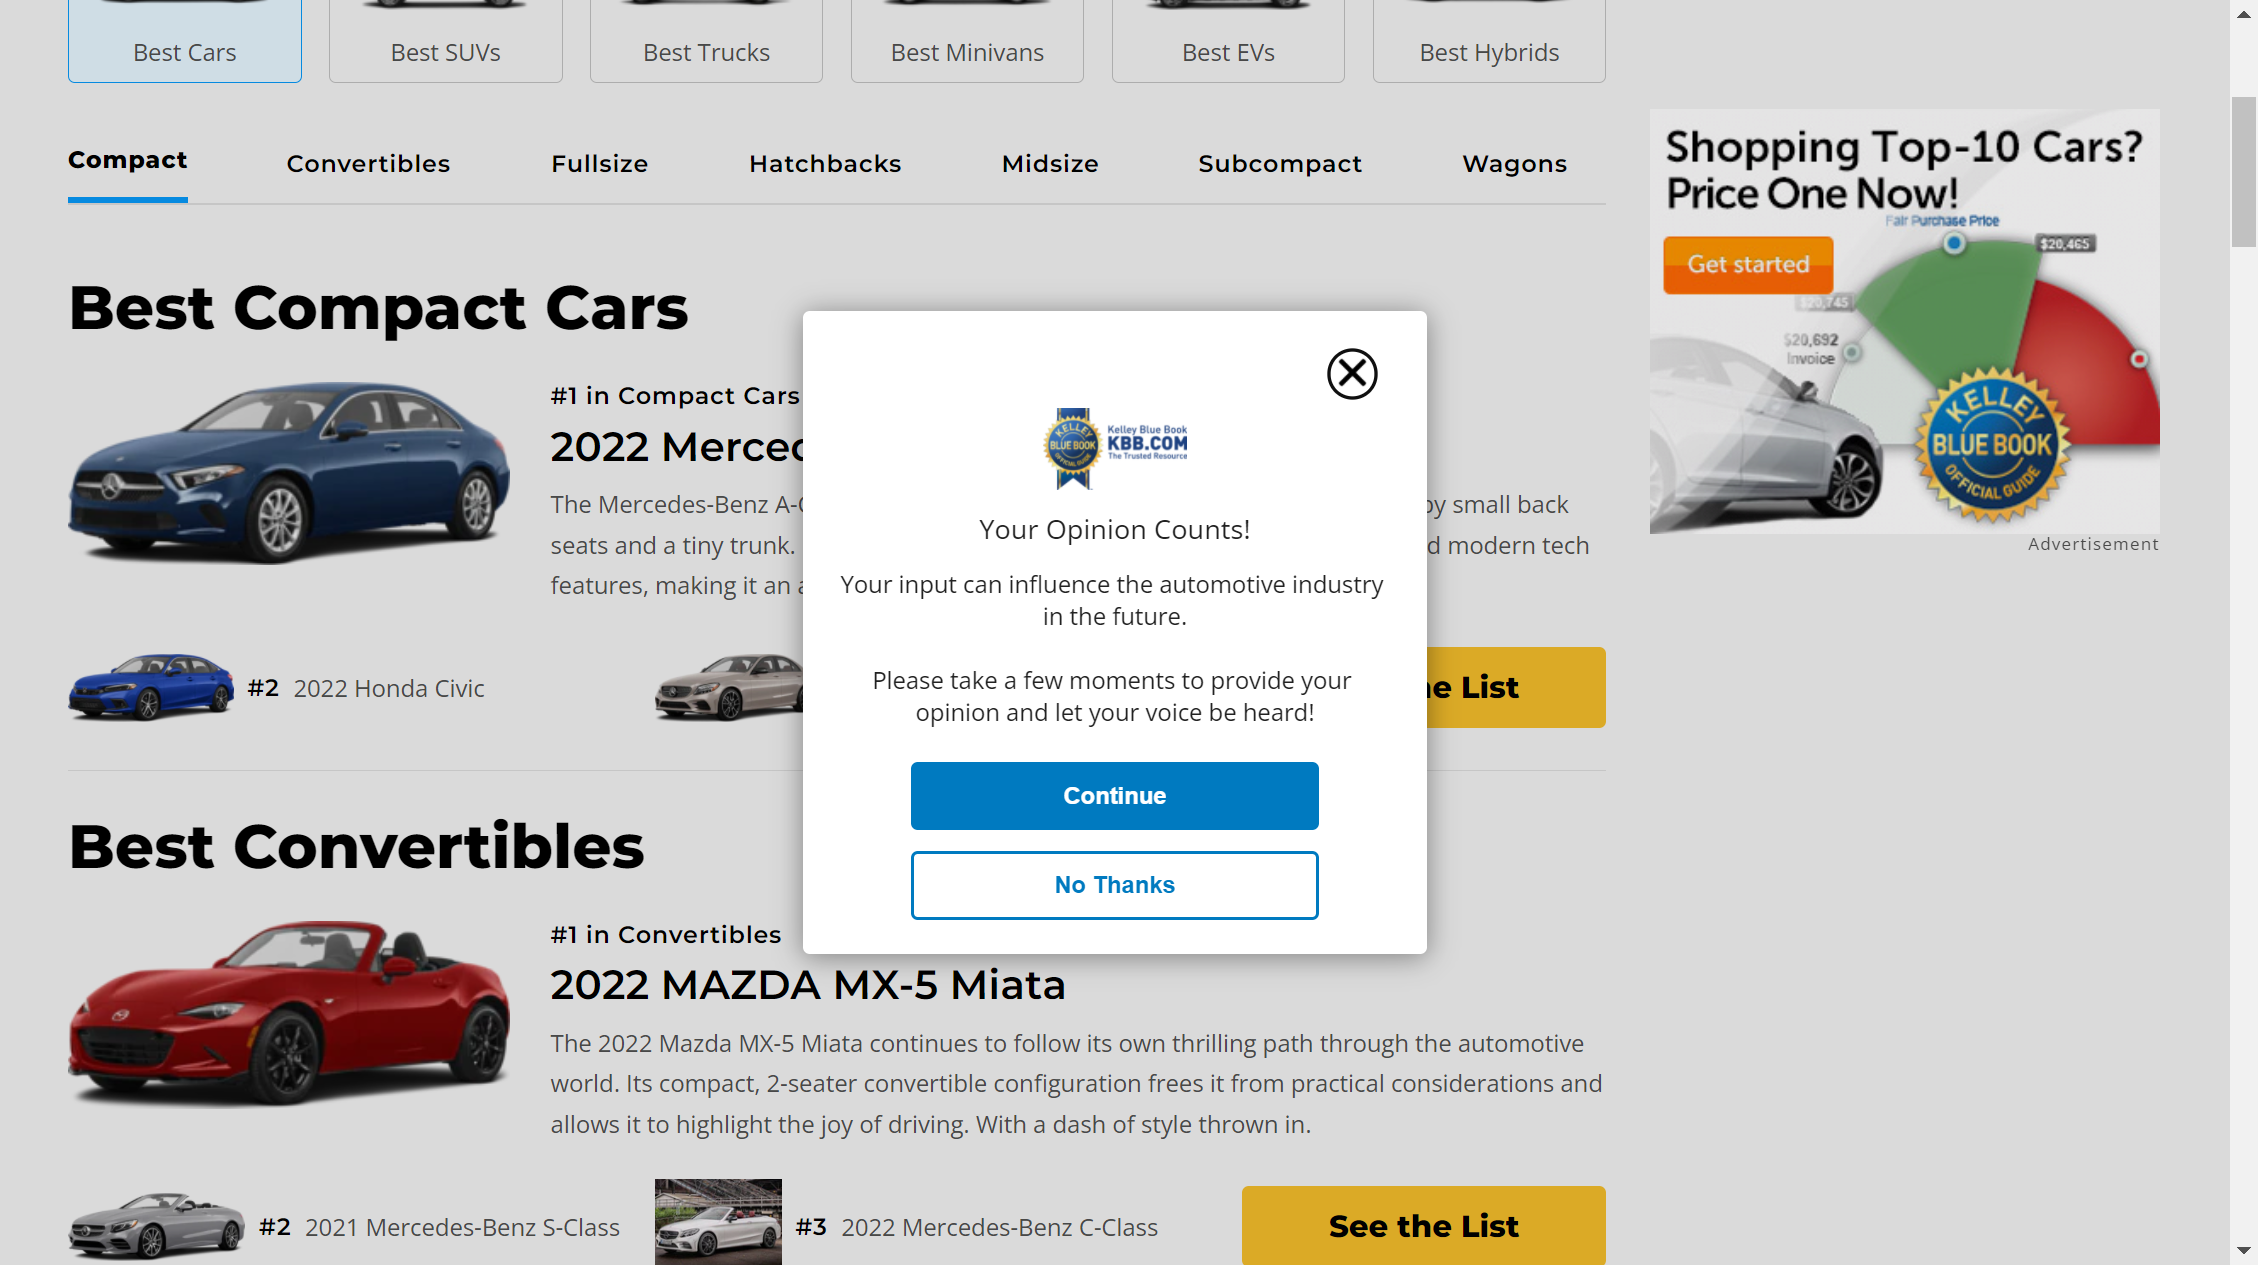 Best Cars
Best SUVs
Best Trucks
Best Minivans
Best EVs
Best Hybrids
Compact
Convertibles
Fullsize
Hatchbacks
Midsize
Subcompact
Wagons
Shopping Top-10 Cars?
Price One Now!
Fair Purchase Price
$20,465
Get started
$20,745
$20,692
Invoice
KELLEY
BLUE BOOK
OFFICIAL GUIDE
Advertisement
Best Compact Cars
#1 in Compact Cars
2022 Merced
The Mercedes-Benz A-C
by small back
seats and a tiny trunk.
d modern tech
features, making it an a
#2 2022 Honda Civic
e List
KELLEY
BLUE BOOK
OFFICIAL GUIDE
Kelley Blue Book
KBB.COM
The Trusted Resource
Your Opinion Counts!
Your input can influence the automotive industry
in the future.
Please take a few moments to provide your
opinion and let your voice be heard!
Continue
No Thanks
Best Convertibles
#1 in Convertibles
2022 MAZDA MX-5 Miata
The 2022 Mazda MX-5 Miata continues to follow its own thrilling path through the automotive
world. Its compact, 2-seater convertible configuration frees it from practical considerations and
allows it to highlight the joy of driving. With a dash of style thrown in.
#2 2021 Mercedes-Benz S-Class
#3 2022 Mercedes-Benz C-Class
See the List